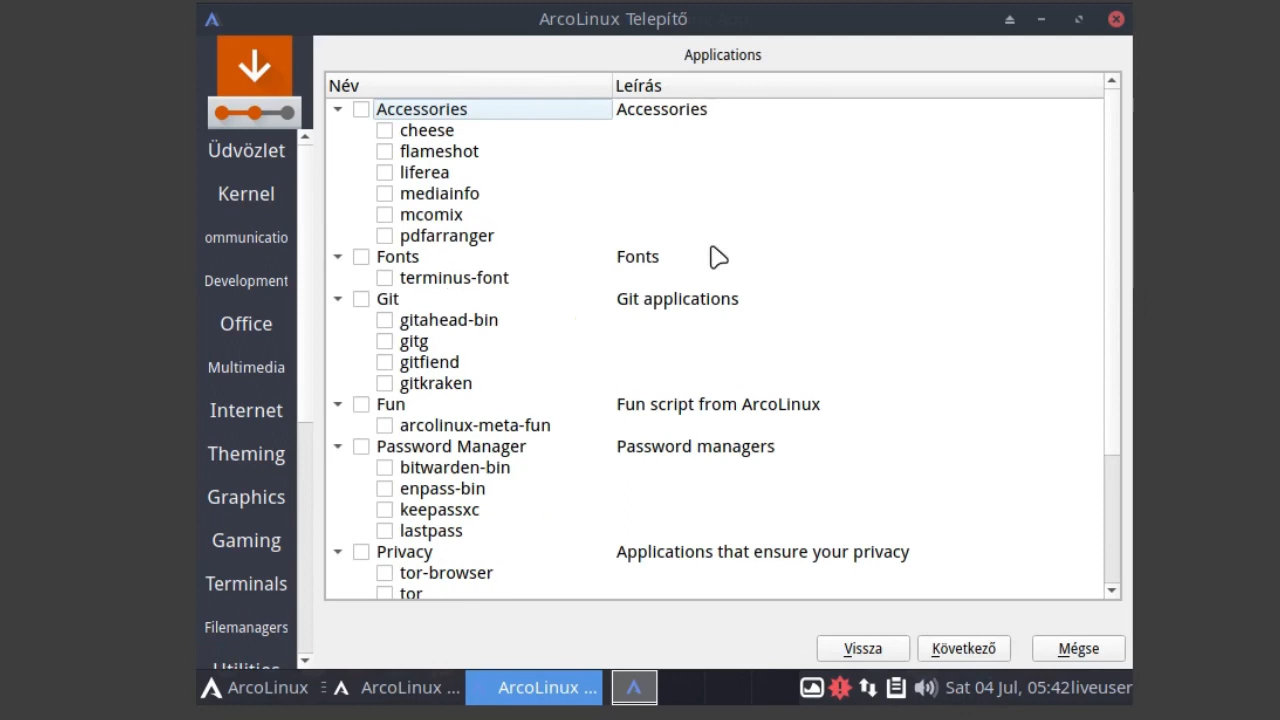 ArcoLinux Telepítő
Applications
Név Leírás
Accessories Accessories
cheese
flameshot
liferea
mediainfo
mcomix
pdfarranger
Fonts Fonts
terminus-font
Git Git applications
gitahead-bin
gitg
gitfiend
gitkraken
Fun Fun script from ArcoLinux
arcolinux-meta-fun
Password Manager Password managers
bitwarden-bin
enpass-bin
keepassxc
lastpass
Privacy Applications that ensure your privacy
tor-browser
tor
Üdvözlet
Kernel
ommunicatio
Development
Office
Multimedia
Internet
Theming
Graphics
Gaming
Terminals
Filemanagers
Utilities
Vissza Következő Mégse
ArcoLinux ArcoLinux ... ArcoLinux ... Sat 04 Jul, 05:42liveuser